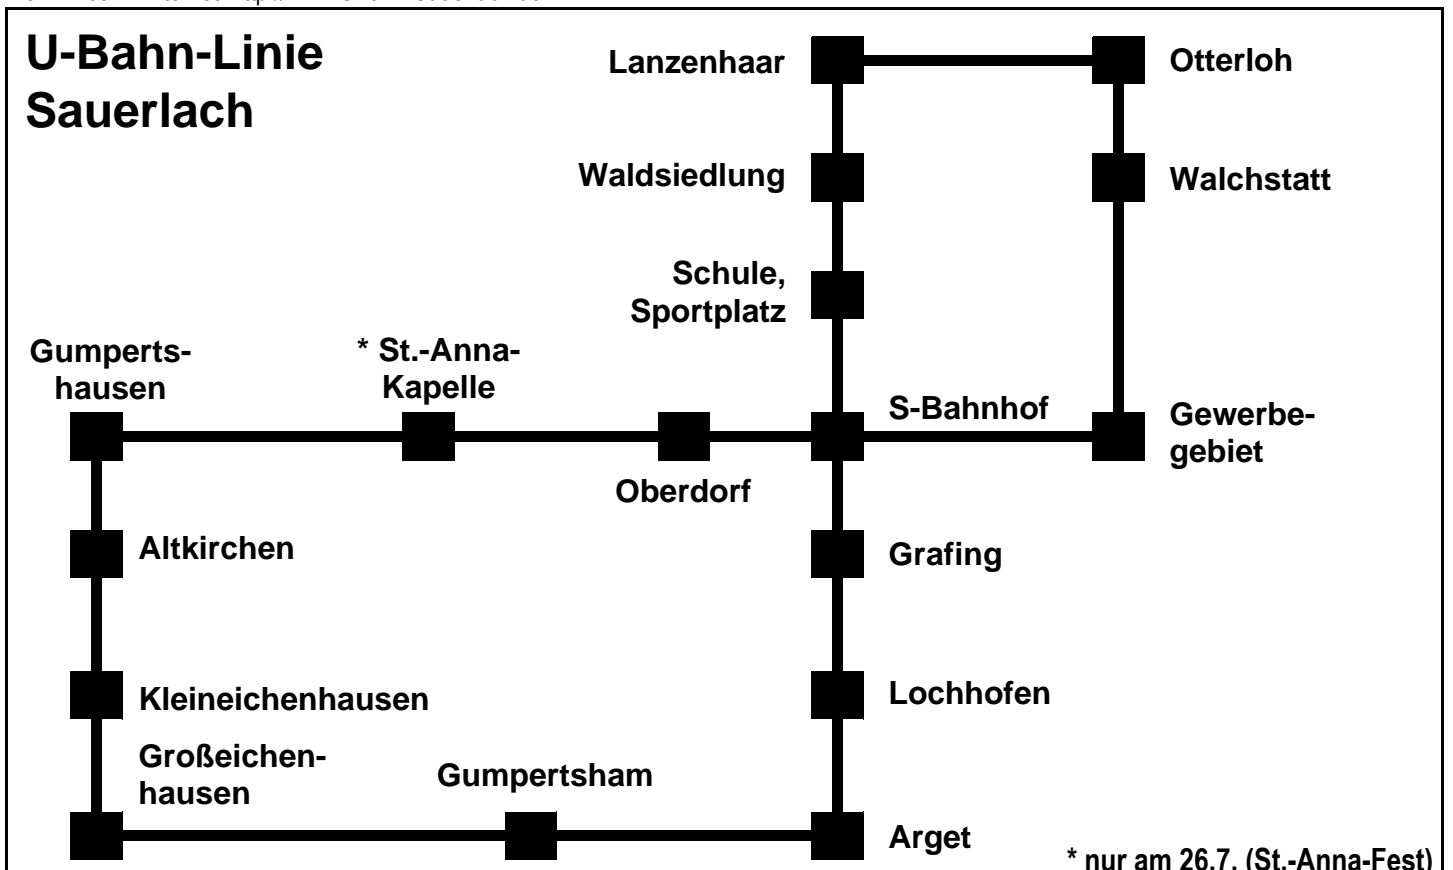 U-Bahn-Linie
Sauerlach
Lanzenhaar
Otterloh
Waldsiedlung
Walchstatt
Schule,
Sportplatz
Gumperts-
hausen
* St.-Anna-
Kapelle
S-Bahnhof
Gewerbe-
gebiet
Oberdorf
Altkirchen
Grafing
Kleineichenhausen
Lochhofen
Großeichen-
hausen
Gumpertsham
Arget
* nur am 26.7. (St.-Anna-Fest)